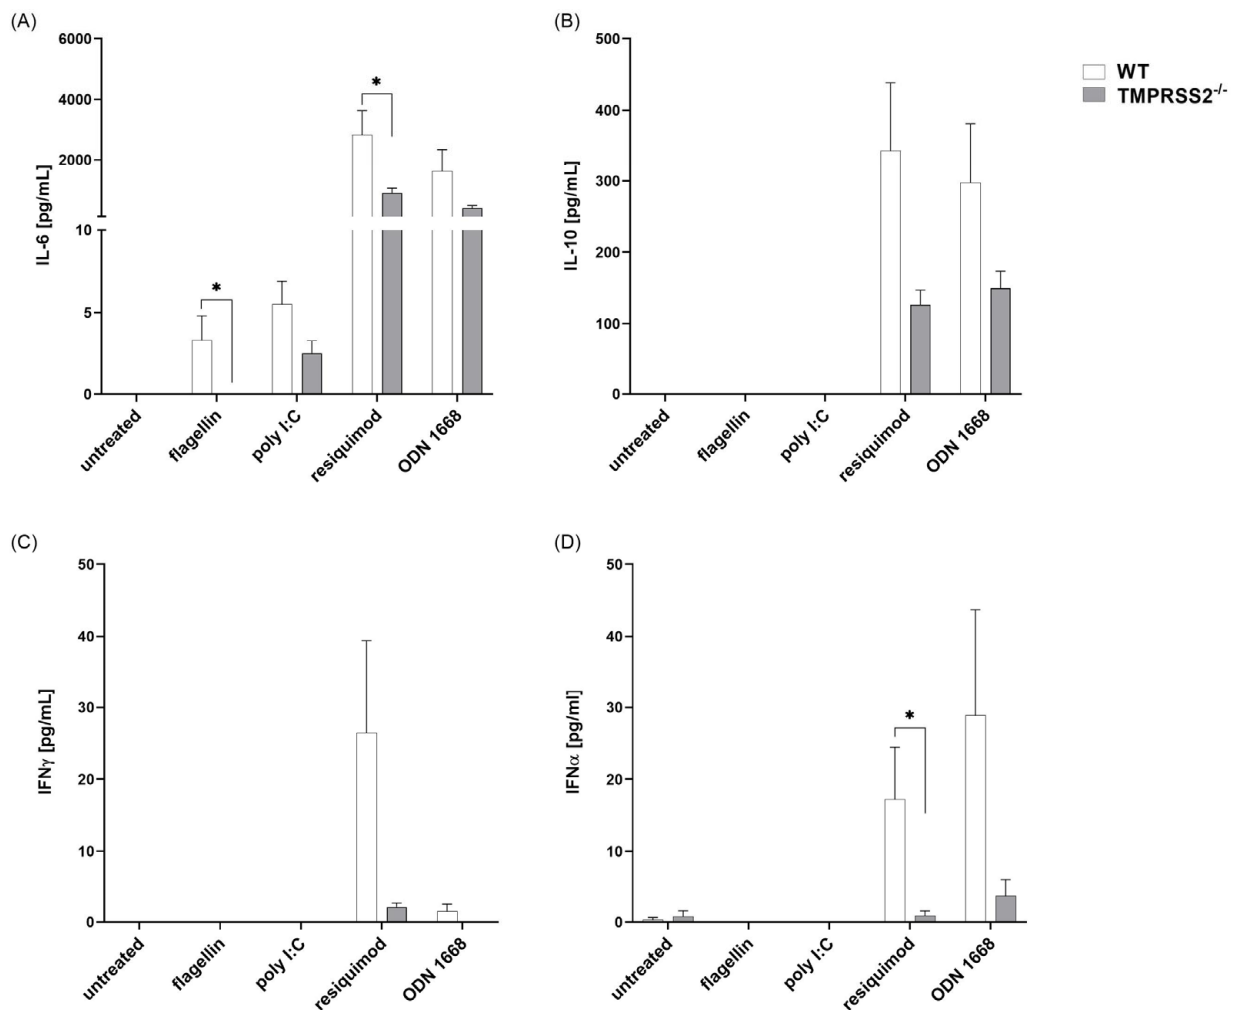 (A)
6000
4000
2000
10
5
0
IL-6 [pg/mL]
*
*
untreated
flagellin
poly I:C
resiquimod
ODN 1668
(B)
500
400
300
200
100
0
IL-10 [pg/mL]
untreated
flagellin
poly I:C
resiquimod
ODN 1668
WT
TMPRSS2-/-
(C)
50
40
30
20
10
0
IFNγ [pg/mL]
untreated
flagellin
poly I:C
resiquimod
ODN 1668
(D)
50
40
30
20
10
0
IFNα [pg/ml]
*
untreated
flagellin
poly I:C
resiquimod
ODN 1668